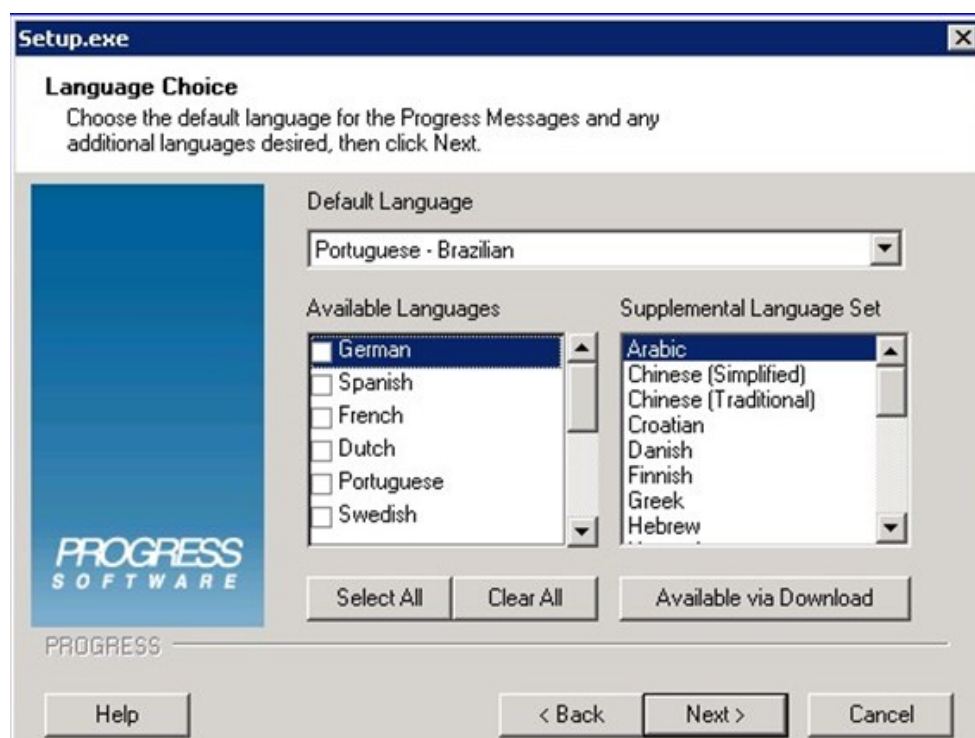 Setup.exe
Language Choice
Choose the default language for the Progress Messages and any
additional languages desired, then click Next.
Default Language
Portuguese - Brazilian
Available Languages
German
Spanish
French
Dutch
Portuguese
Swedish
Supplemental Language Set
Arabic
Chinese (Simplified)
Chinese (Traditional)
Croatian
Danish
Finnish
Greek
Hebrew
PROGRESS
SOFTWARE
Select All
Clear All
Available via Download
PROGRESS
Help
< Back
Next >
Cancel